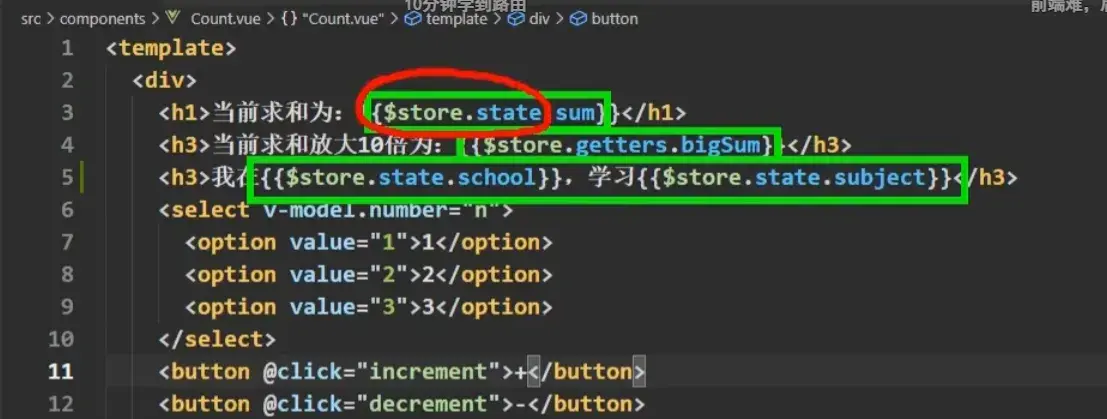 10分钟学到路由
前端难，
src > components > Count.vue > {} "Count.vue" > template > div > button
1 <template>
2 <div>
3 <h1>当前求和为：{{$store.state.sum}}</h1>
4 <h3>当前求和放大10倍为：{{$store.getters.bigSum}}</h3>
5 <h3>我在{{$store.state.school}}，学习{{$store.state.subject}}</h3>
6 <select v-model.number="n">
7 <option value="1">1</option>
8 <option value="2">2</option>
9 <option value="3">3</option>
10 </select>
11 <button @click="increment">+</button>
12 <button @click="decrement">-</button>